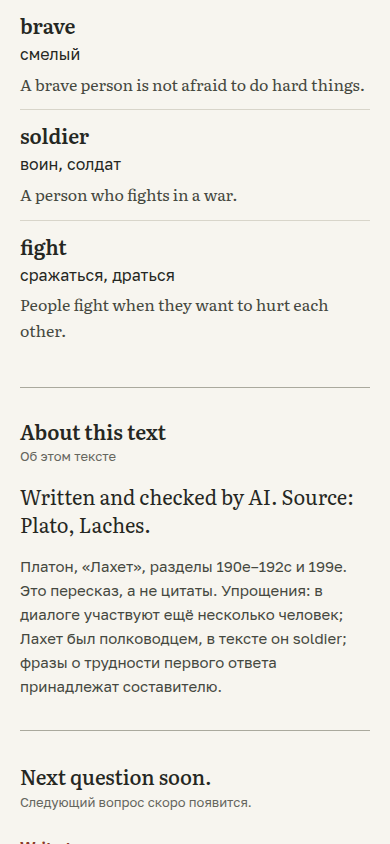 brave
смелый
A brave person is not afraid to do hard things.
soldier
воин, солдат
A person who fights in a war.
fight
сражаться, драться
People fight when they want to hurt each
other.
About this text
Об этом тексте
Written and checked by AI. Source:
Plato, Laches.
Платон, «Лахет», разделы 190e–192c и 199e.
Это пересказ, а не цитаты. Упрощения: в
диалоге участвуют ещё несколько человек;
Лахет был полководцем, в тексте он soldier;
фразы о трудности первого ответа
принадлежат составителю.
Next question soon.
Следующий вопрос скоро появится.